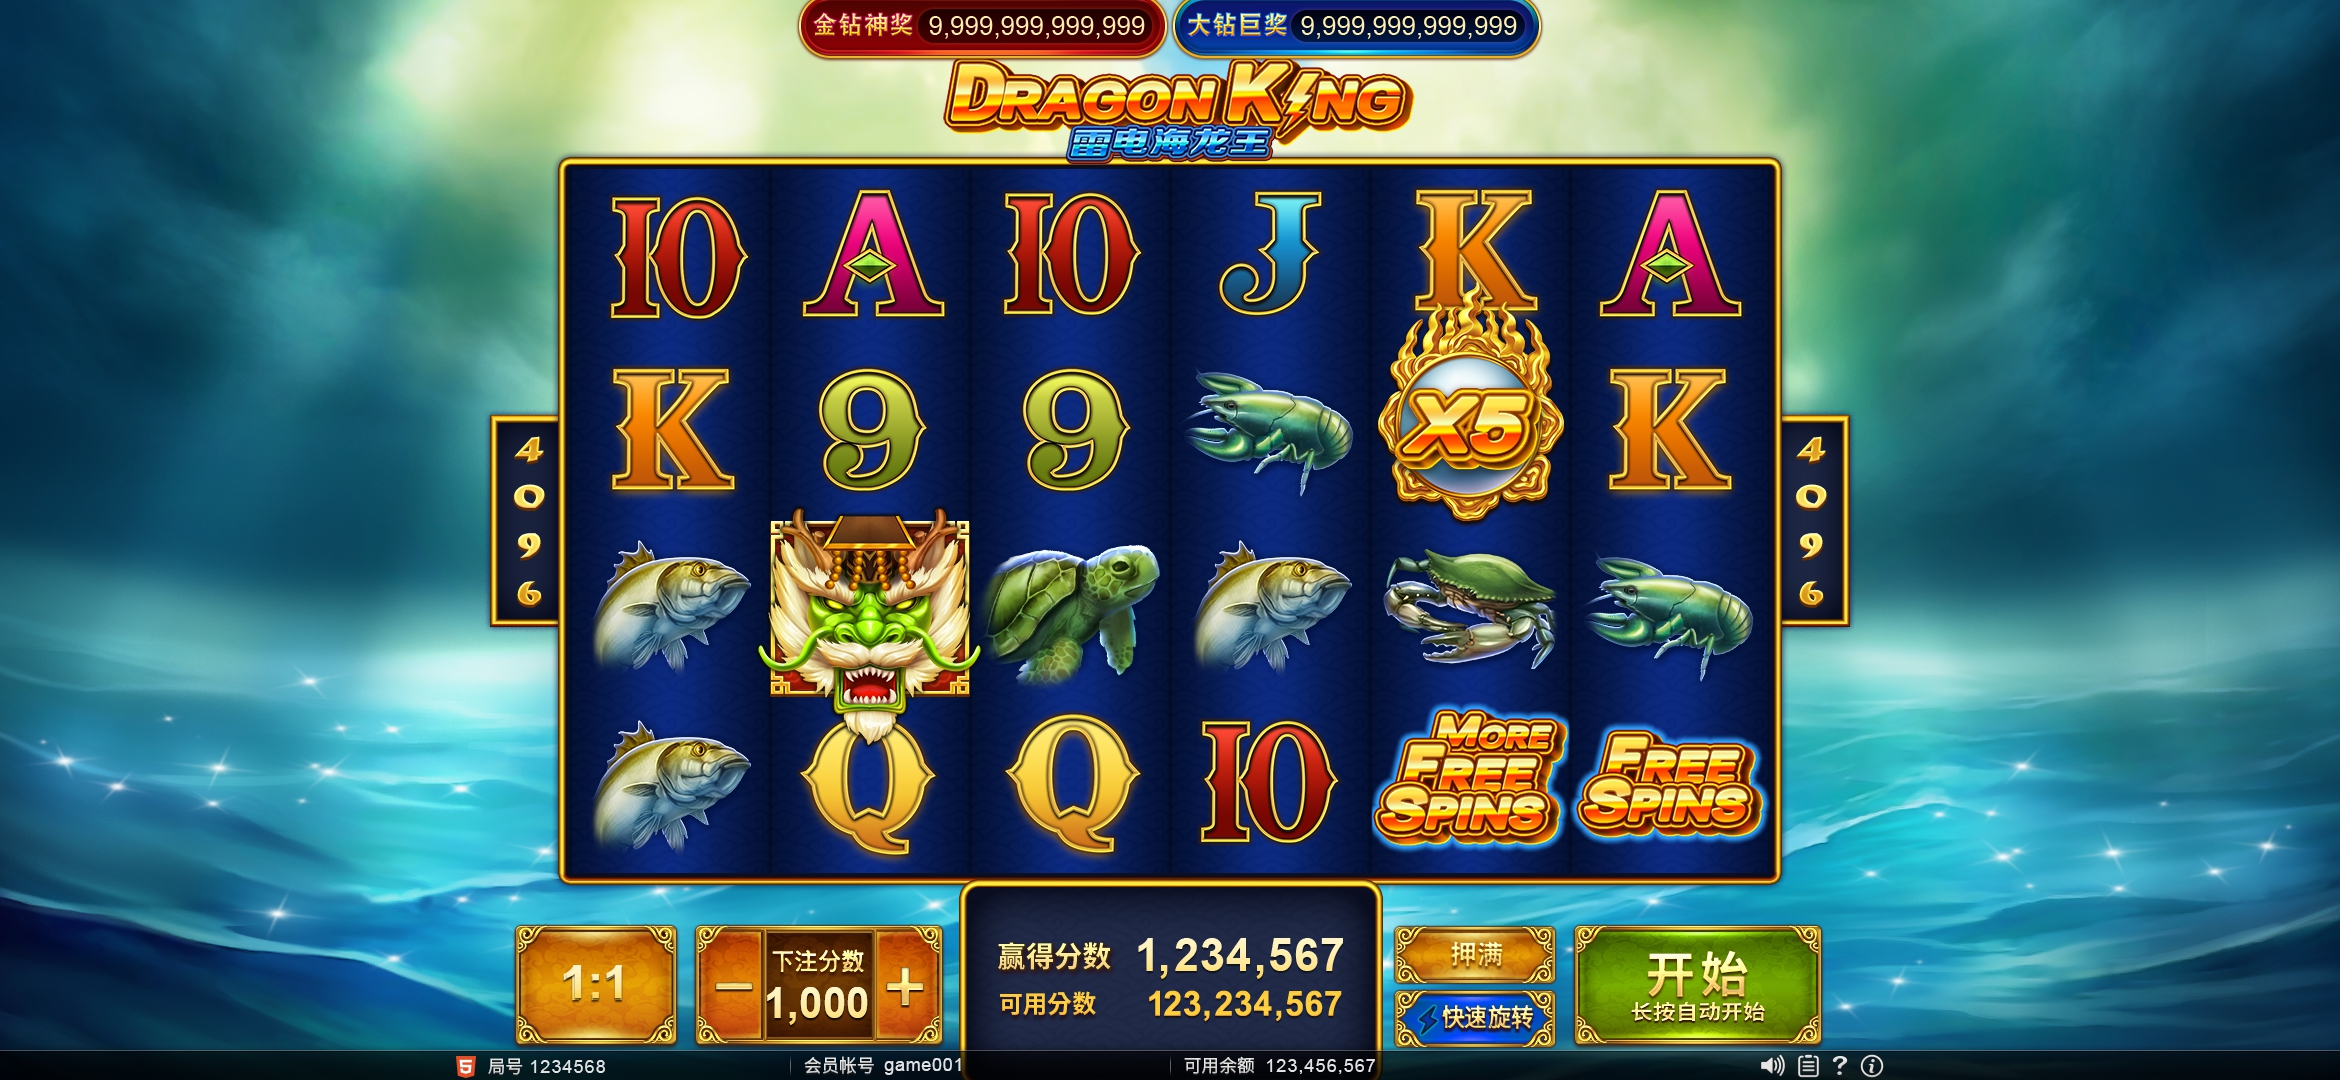 金钻神奖 9,999,999,999,999 大钻巨奖 9,999,999,999,999
DRAGON KING
雷电海龙王
10 A 10 J K A
K 9 9 X5 K
4096
4096
Q Q 10 MORE FREE SPINS FREE SPINS
1:1
下注分数
1,000
赢得分数 1,234,567
可用分数 123,234,567
押满
快速旋转
开始
长按自动开始
局号 1234568 会员帐号 game001 可用余额 123,456,567